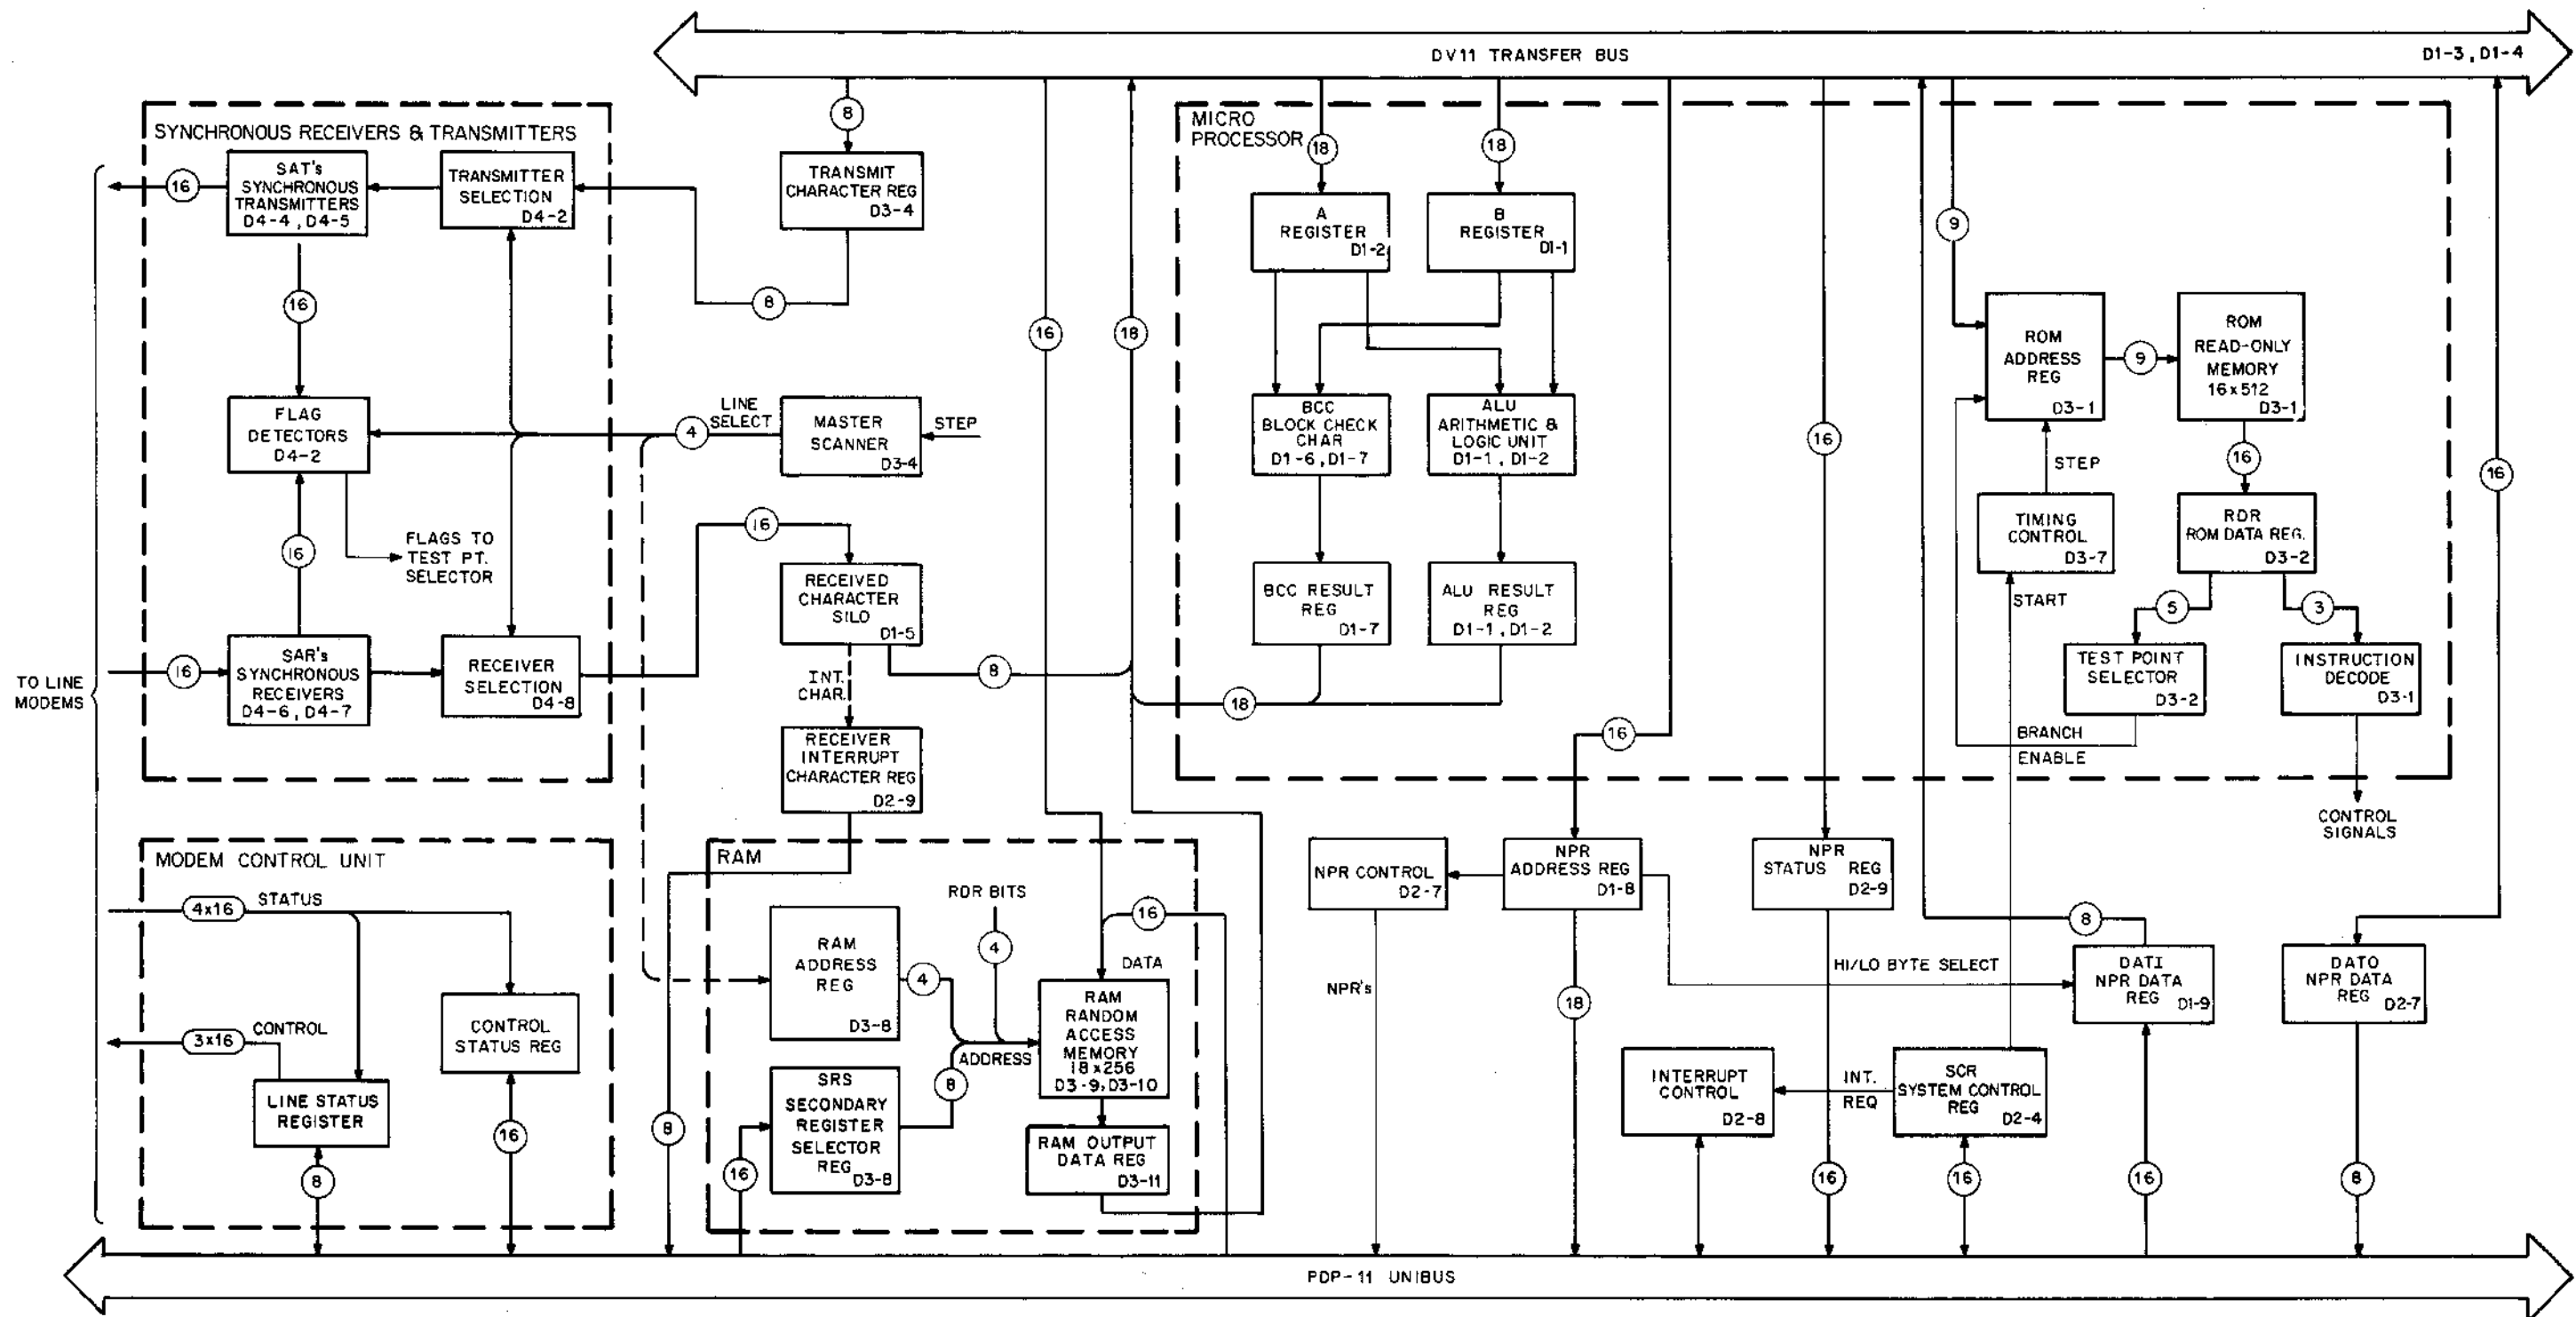 DV11 TRANSFER BUS
D1-3, D1-4
SYNCHRONOUS RECEIVERS & TRANSMITTERS
SAT's
SYNCHRONOUS
TRANSMITTERS
D4-4, D4-5
16
TRANSMITTER
SELECTION
D4-2
8
TRANSMIT
CHARACTER REG
D3-4
8
16
FLAG
DETECTORS
D4-2
FLAGS TO
TEST PT.
SELECTOR
16
4
LINE
SELECT
MASTER
SCANNER
D3-4
STEP
TO LINE
MODEMS
16
SAR's
SYNCHRONOUS
RECEIVERS
D4-6, D4-7
RECEIVER
SELECTION
D4-8
16
RECEIVED
CHARACTER
SILO
D1-5
INT.
CHAR.
8
RECEIVER
INTERRUPT
CHARACTER REG
D2-9
16
18
MICRO
PROCESSOR
18
18
A
REGISTER
D1-2
B
REGISTER
D1-1
BCC
BLOCK CHECK
CHAR
D1-6, D1-7
ALU
ARITHMETIC &
LOGIC UNIT
D1-1, D1-2
BCC RESULT
REG
D1-7
ALU RESULT
REG
D1-1, D1-2
18
16
16
9
ROM
ADDRESS
REG
D3-1
9
ROM
READ-ONLY
MEMORY
16x512
D3-1
STEP
16
TIMING
CONTROL
D3-7
RDR
ROM DATA REG.
D3-2
START
5
3
TEST POINT
SELECTOR
D3-2
INSTRUCTION
DECODE
D3-1
BRANCH
ENABLE
CONTROL
SIGNALS
16
MODEM CONTROL UNIT
4x16
STATUS
3x16
CONTROL
CONTROL
STATUS REG
LINE STATUS
REGISTER
8
16
8
RAM
RDR BITS
4
16
RAM
ADDRESS
REG
D3-8
4
DATA
ADDRESS
8
RAM
RANDOM
ACCESS
MEMORY
18x256
D3-9, D3-10
SRS
SECONDARY
REGISTER
SELECTOR
REG
D3-8
16
RAM OUTPUT
DATA REG
D3-11
NPR CONTROL
D2-7
NPR
ADDRESS REG
D1-8
NPR
STATUS REG
D2-9
NPR's
18
HI/LO BYTE SELECT
8
DATI
NPR DATA
REG
D1-9
DATO
NPR DATA
REG
D2-7
INTERRUPT
CONTROL
D2-8
INT.
REQ
SCR
SYSTEM CONTROL
REG
D2-4
16
16
16
8
PDP-11 UNIBUS